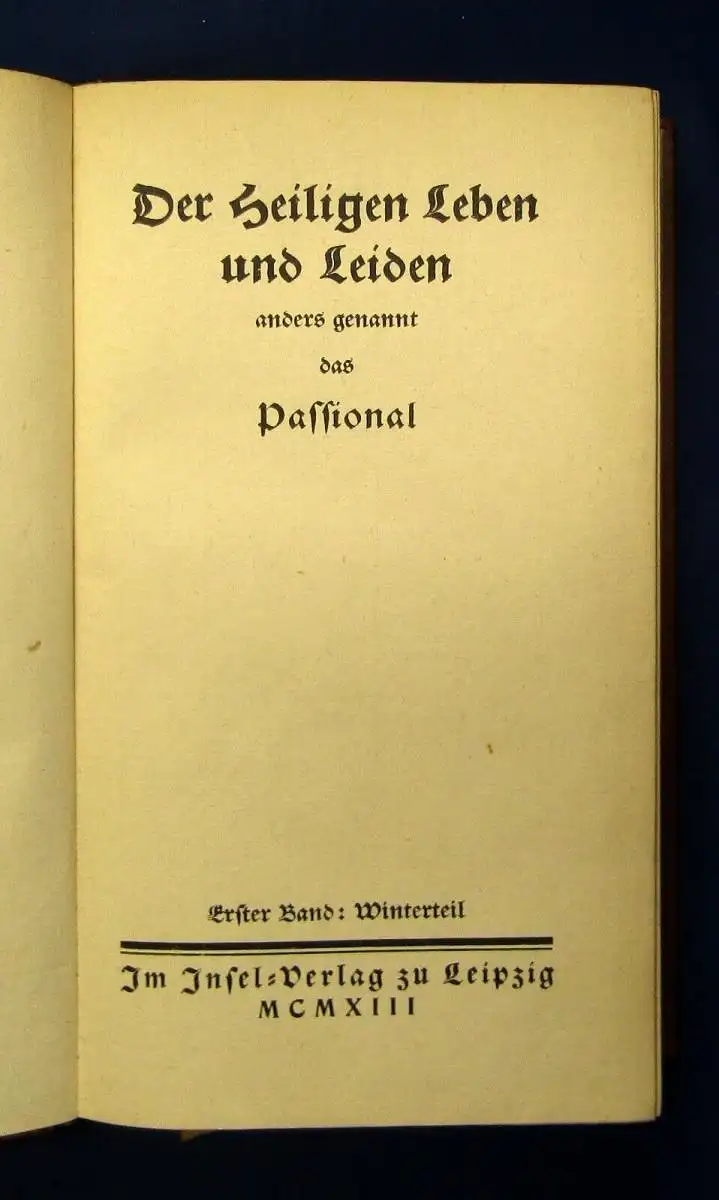 Der Heiligen Leben
und Leiden
anders genannt
das
Paſſional
Erſter Band: Winterteil
Im Inſel-Verlag zu Leipzig
MCMXIII